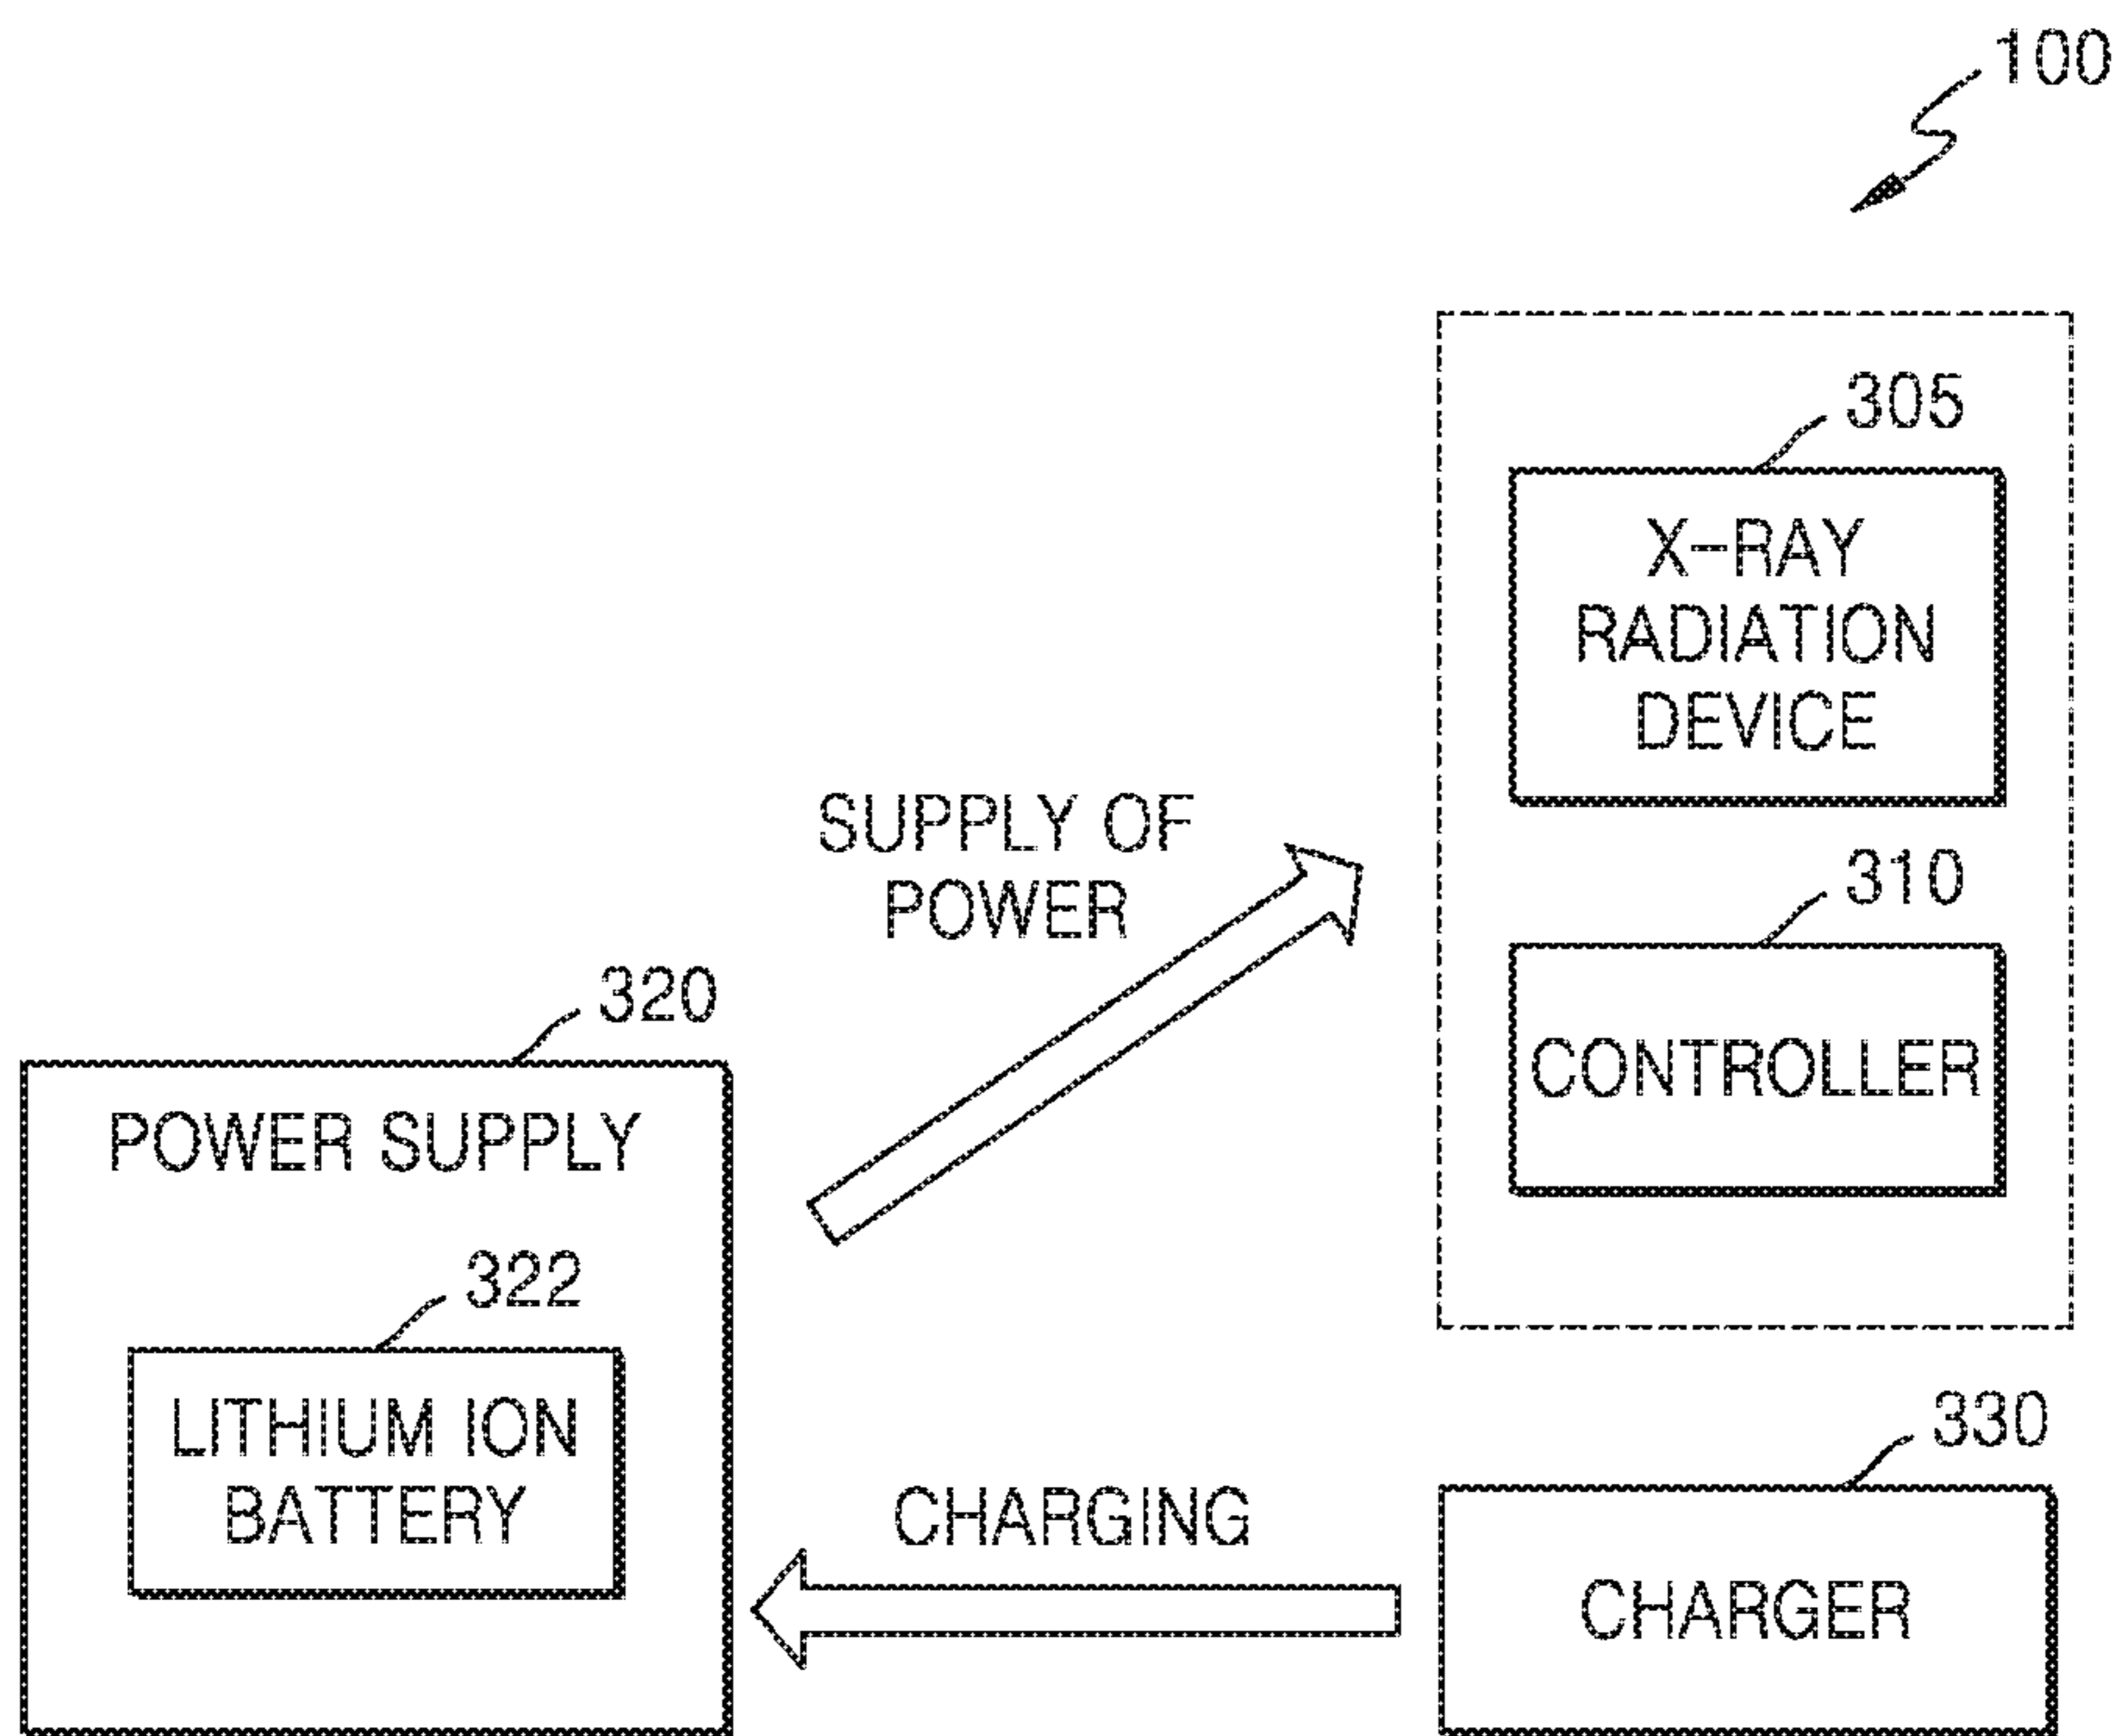 100
305
X-RAY
RADIATION
DEVICE
SUPPLY OF
POWER
310
CONTROLLER
320
POWER SUPPLY
322
LITHIUM ION
BATTERY
CHARGING
330
CHARGER